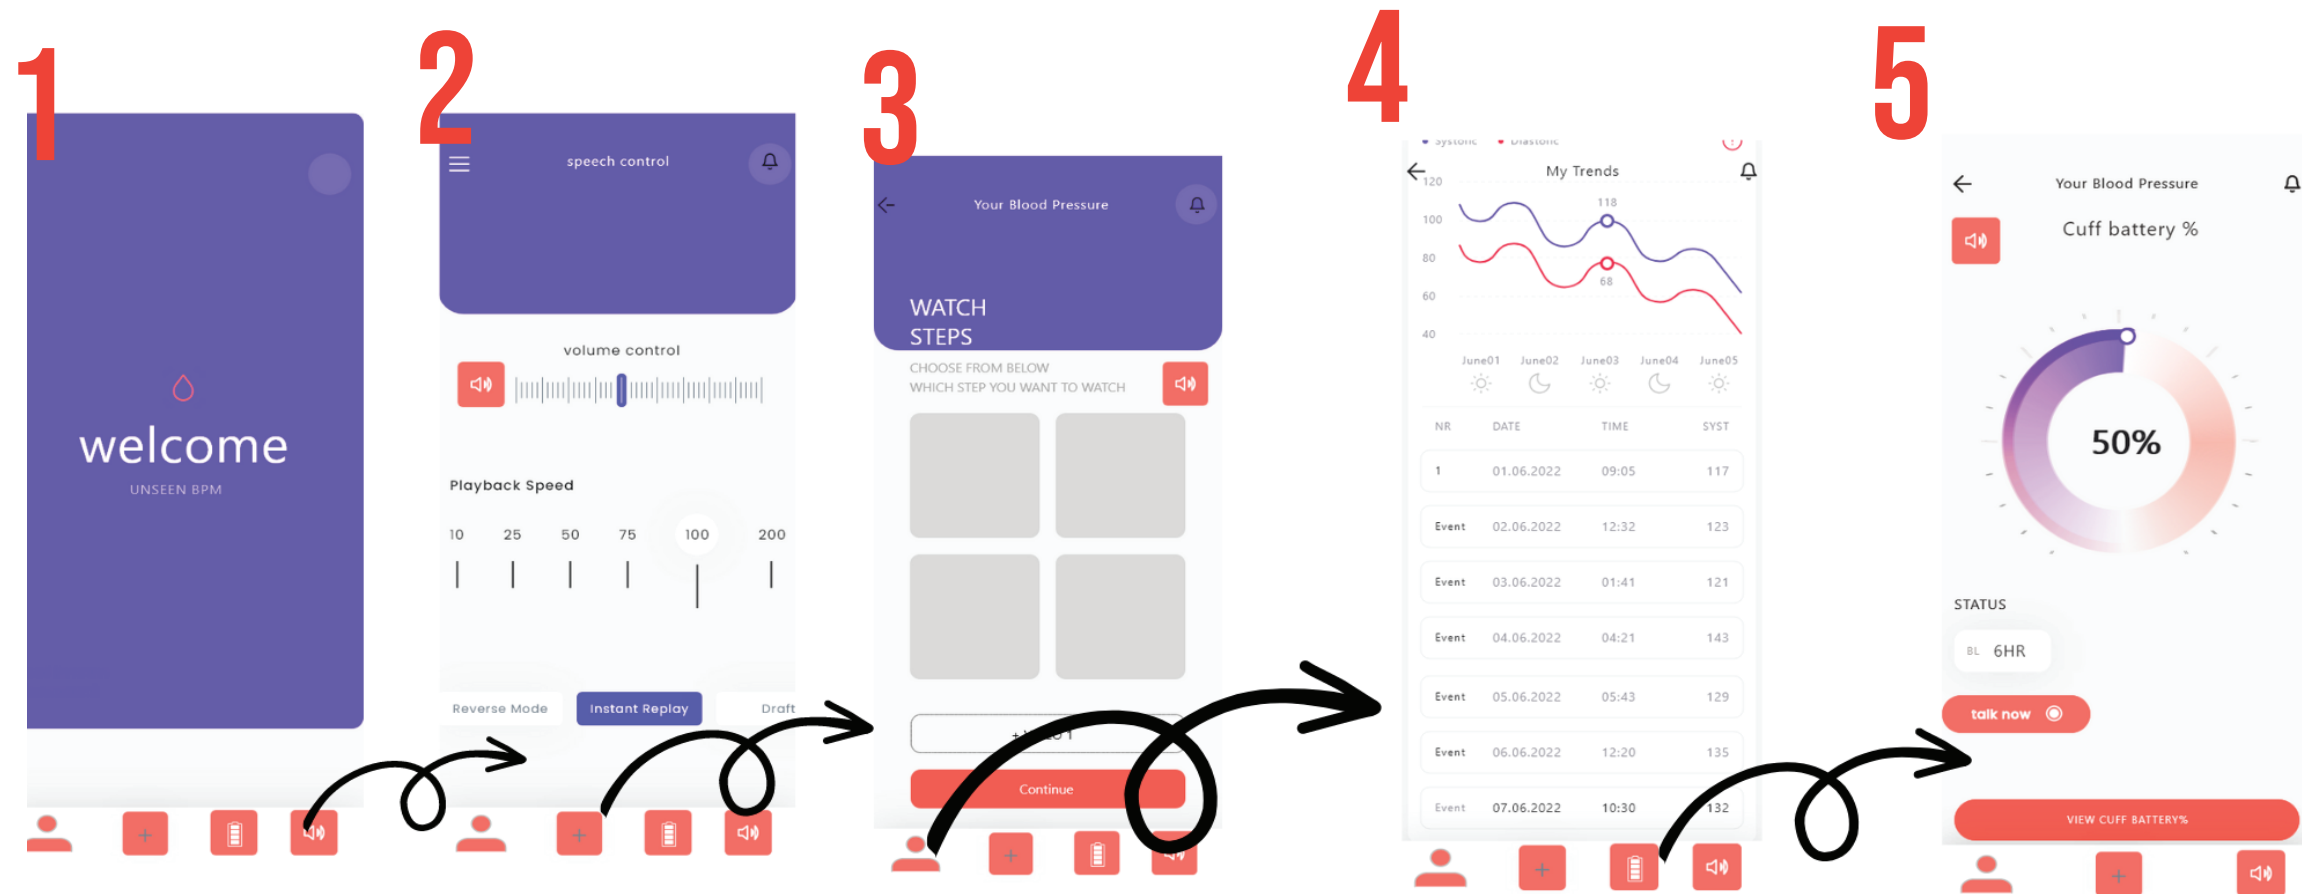 1
welcome
UNSEEN BPM
2
speech control
volume control
Playback Speed
10 25 50 75 100 200
Reverse Mode Instant Replay Draft
3
Your Blood Pressure
WATCH
STEPS
CHOOSE FROM BELOW
WHICH STEP YOU WANT TO WATCH
Continue
4
Systolic Diastolic
My Trends
120
100
80
60
40
118
68
June01 June02 June03 June04 June05
NR DATE TIME SYST
1 01.06.2022 09:05 117
Event 02.06.2022 12:32 123
Event 03.06.2022 01:41 121
Event 04.06.2022 04:21 143
Event 05.06.2022 05:43 129
Event 06.06.2022 12:20 135
Event 07.06.2022 10:30 132
5
Your Blood Pressure
Cuff battery %
50%
STATUS
BL 6HR
talk now
VIEW CUFF BATTERY%